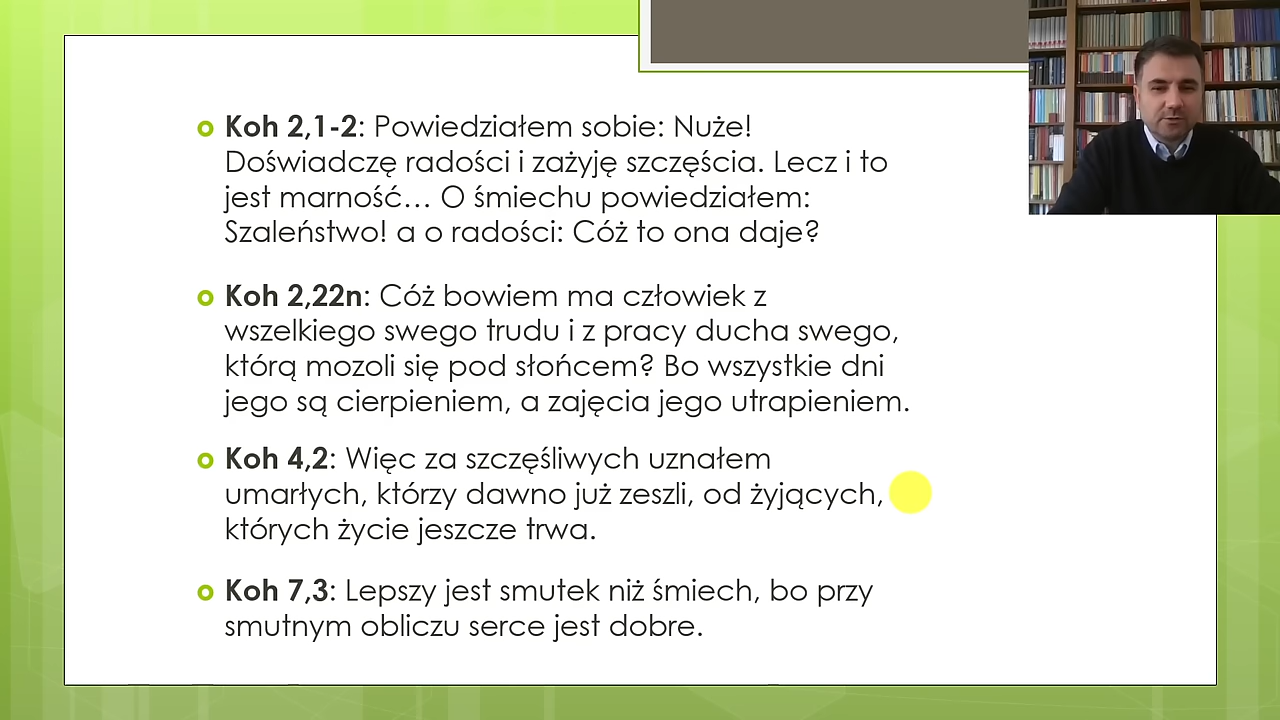 Koh 2,1-2: Powiedziałem sobie: Nuże!
Doświadczę radości i zażyję szczęścia. Lecz i to
jest marność... O śmiechu powiedziałem:
Szaleństwo! a o radości: Cóż to ona daje?
Koh 2,22n: Cóż bowiem ma człowiek z
wszelkiego swego trudu i z pracy ducha swego,
którą mozoli się pod słońcem? Bo wszystkie dni
jego są cierpieniem, a zajęcia jego utrapieniem.
Koh 4,2: Więc za szczęśliwych uznałem
umarłych, którzy dawno już zeszli, od żyjących,
których życie jeszcze trwa.
Koh 7,3: Lepszy jest smutek niż śmiech, bo przy
smutnym obliczu serce jest dobre.